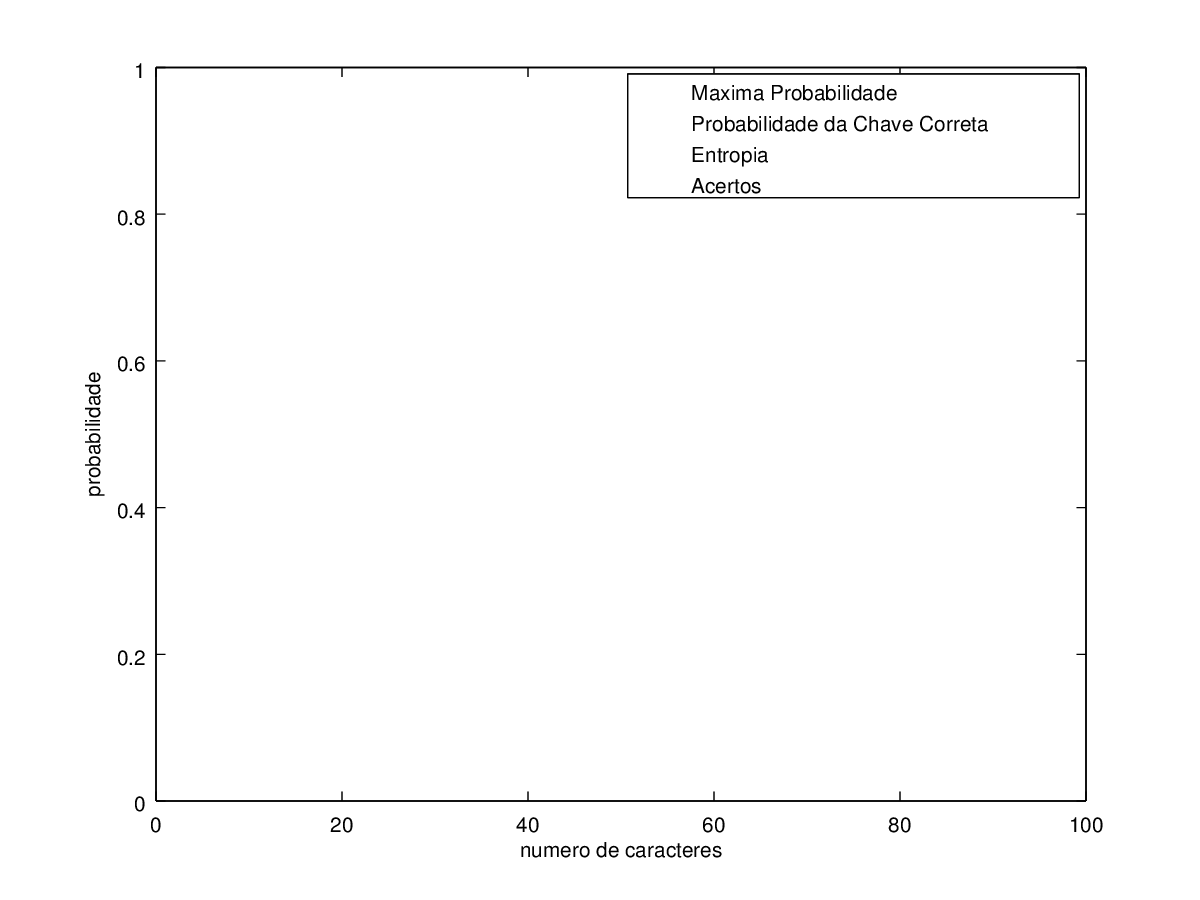 1
Maxima Probabilidade
Probabilidade da Chave Correta
Entropia
Acertos
0.8
0.6
probabilidade
0.4
0.2
0
0 20 40 60 80 100
numero de caracteres